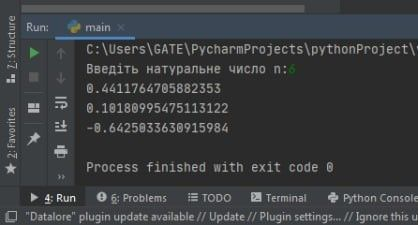 Run: main ×
C:\Users\GATE\PycharmProjects\pythonProject\
Введіть натуральне число n:6
0.4411764705882353
0.10180995475113122
-0.6425033630915984
Process finished with exit code 0
7: Structure
2: Favorites
4: Run 6: Problems TODO Terminal Python Console
"Datalore" plugin update available // Update // Plugin settings... // Ignore this u